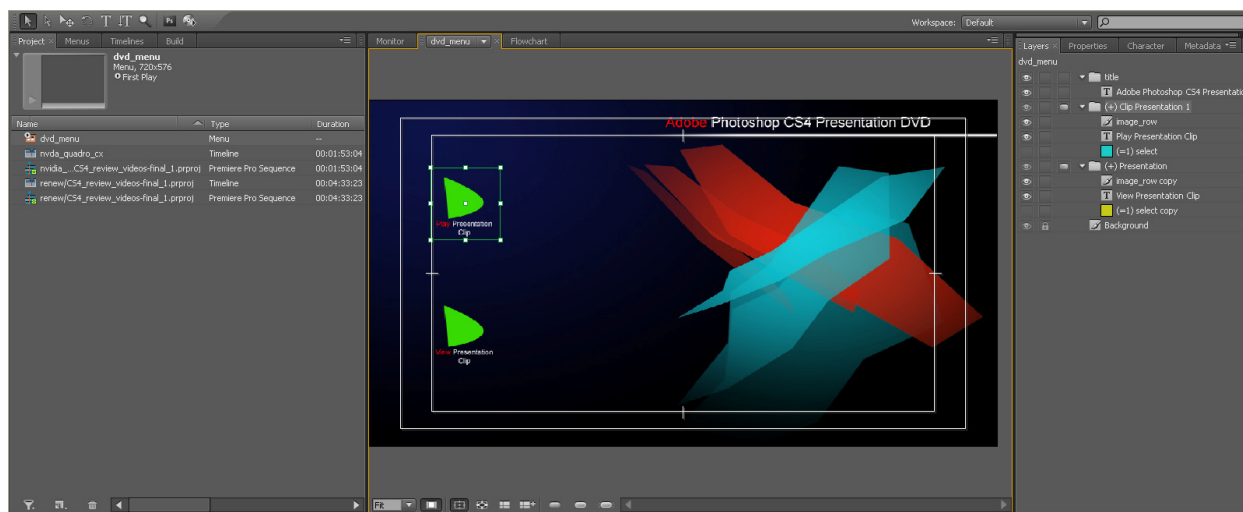 Workspace: Default
Project Menus Timelines Build
dvd_menu
Menu, 720x576
First Play
Name Type Duration
dvd_menu Menu --
nvda_quadro_cx Timeline 00:01:53:04
nvidia_...CS4_review_videos-final_1.prproj Premiere Pro Sequence 00:01:53:04
renew/CS4_review_videos-final_1.prproj Timeline 00:04:33:23
renew/CS4_review_videos-final_1.prproj Premiere Pro Sequence 00:04:33:23
Monitor dvd_menu Flowchart
Adobe Photoshop CS4 Presentation DVD
Play Presentation
Clip
View Presentation
Clip
Fit
Layers Properties Character Metadata
dvd_menu
title
T Adobe Photoshop CS4 Presentatio
(+) Clip Presentation 1
image_row
T Play Presentation Clip
(=1) select
(+) Presentation
image_row copy
T View Presentation Clip
(=1) select copy
Background